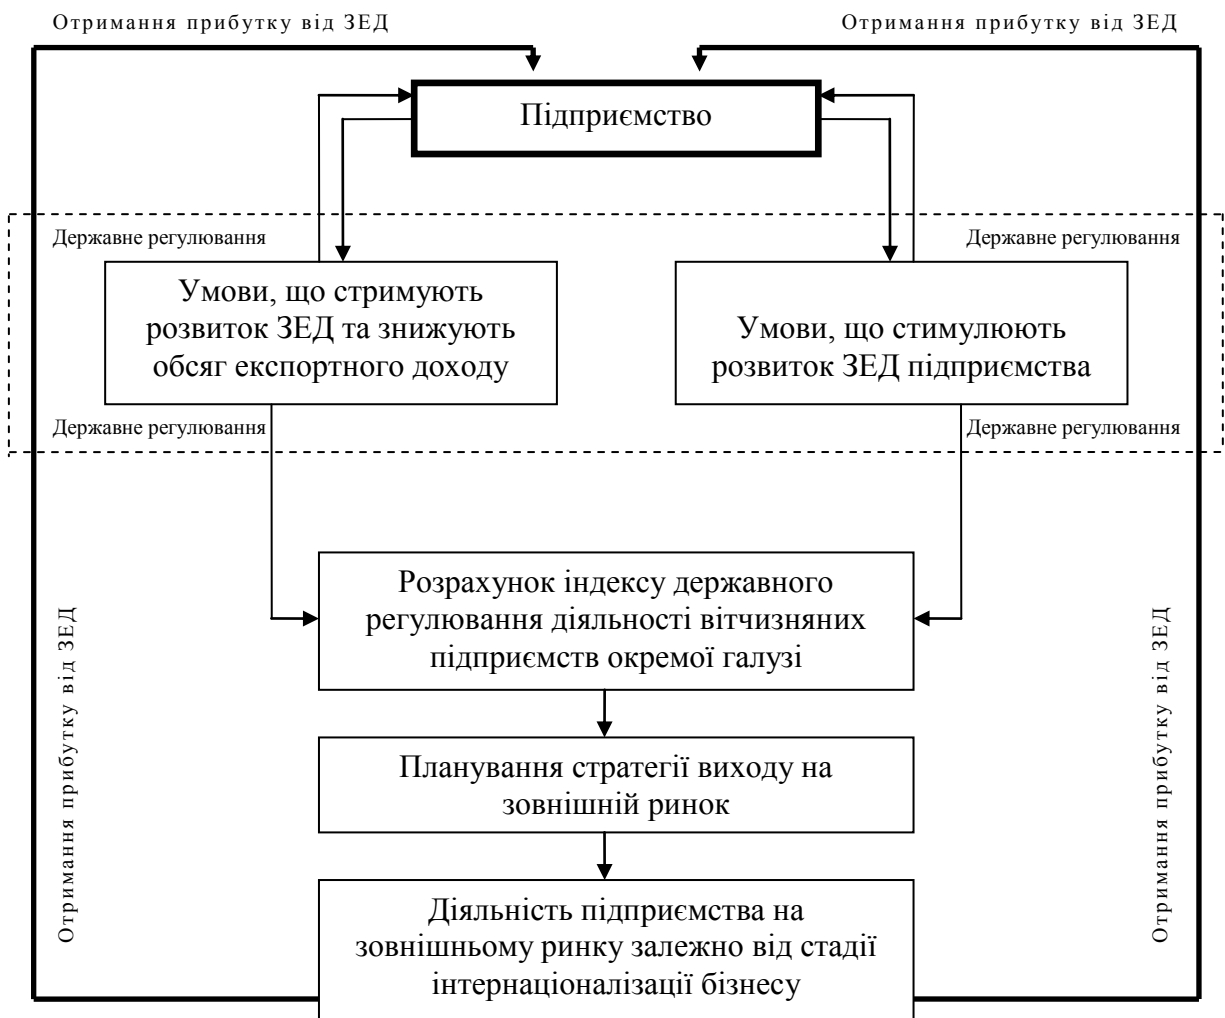 Отримання прибутку від ЗЕД
Отримання прибутку від ЗЕД
Підприємство
Державне регулювання
Державне регулювання
Умови, що стримують
розвиток ЗЕД та знижують
обсяг експортного доходу
Умови, що стимулюють
розвиток ЗЕД підприємства
Державне регулювання
Державне регулювання
Розрахунок індексу державного
регулювання діяльності вітчизняних
підприємств окремої галузі
Отримання прибутку від ЗЕД
Отримання прибутку від ЗЕД
Планування стратегії виходу на
зовнішній ринок
Діяльність підприємства на
зовнішньому ринку залежно від стадії
інтернаціоналізації бізнесу